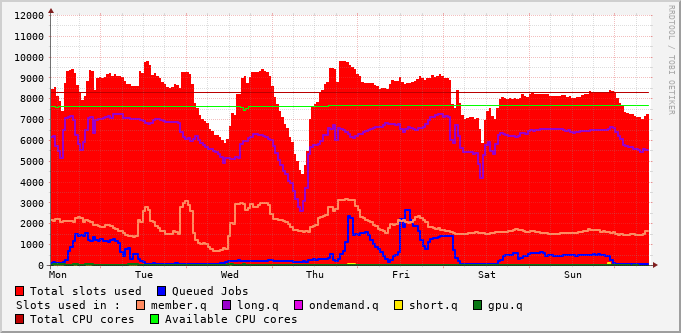 12000
11000
10000
9000
8000
7000
6000
5000
4000
3000
2000
1000
0
Mon Tue Wed Thu Fri Sat Sun
RRDTOOL / TOBI OETIKER
Total slots used Queued Jobs
Slots used in : member.q long.q ondemand.q short.q gpu.q
Total CPU cores Available CPU cores